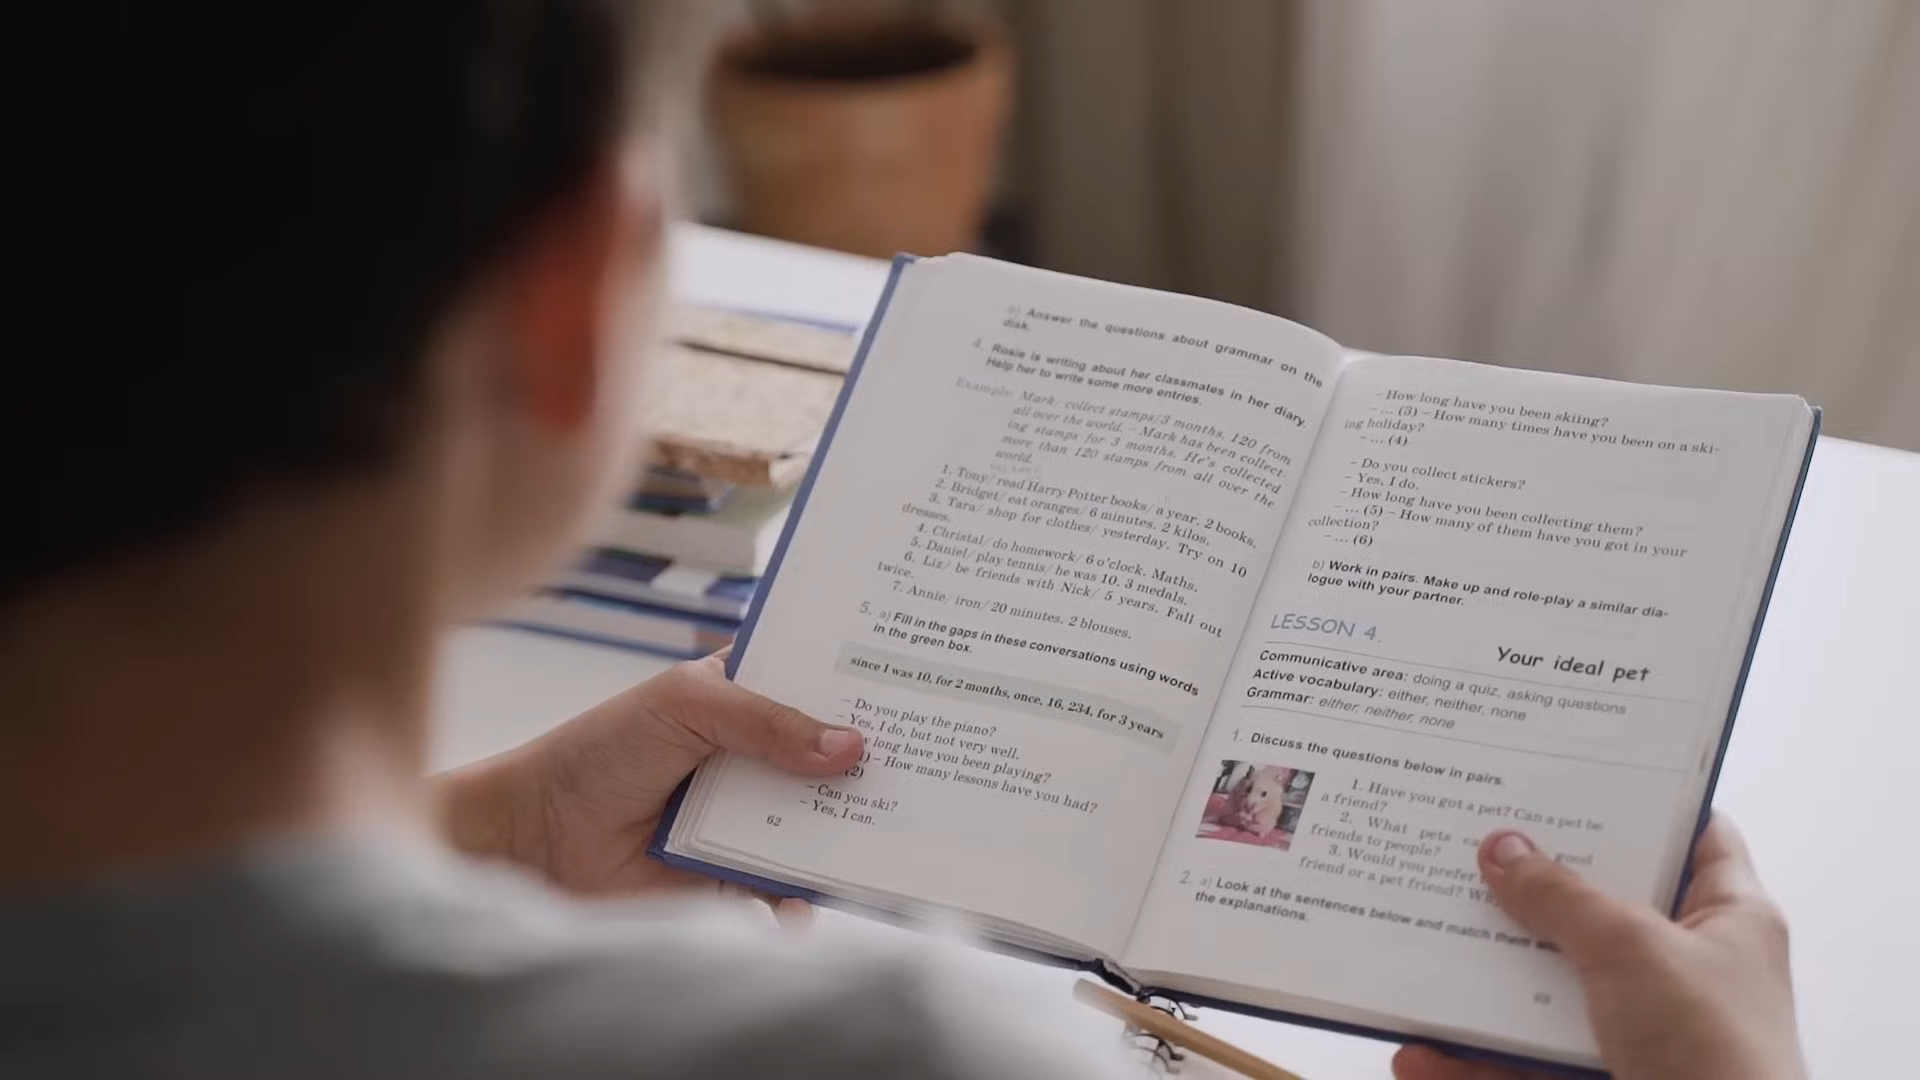 b) Answer the questions about grammar on the
disk.
4. Rosie is writing about her classmates in her diary.
Help her to write some more entries.
Example: Mark/ collect stamps/3 months. 120 from
all over the world. – Mark has been collect-
ing stamps for 3 months. He's collected
more than 120 stamps from all over the
world.
1. Tony/ read Harry Potter books/ a year. 2 books.
2. Bridget/ eat oranges/ 6 minutes. 2 kilos.
3. Tara/ shop for clothes/ yesterday. Try on 10
dresses.
4. Christal/ do homework/ 6 o'clock. Maths.
5. Daniel/ play tennis/ he was 10. 3 medals.
6. Liz/ be friends with Nick/ 5 years. Fall out
twice.
7. Annie/ iron/ 20 minutes. 2 blouses.
5. a) Fill in the gaps in these conversations using words
in the green box.
since I was 10, for 2 months, once, 16, 234, for 3 years
– Do you play the piano?
– Yes, I do, but not very well.
long have you been playing?
– How many lessons have you had?
(2)
– Can you ski?
– Yes, I can.
62
– How long have you been skiing?
– ... (3) – How many times have you been on a ski-
ing holiday?
– ... (4)
– Do you collect stickers?
– Yes, I do.
– How long have you been collecting them?
– ... (5) – How many of them have you got in your
collection?
– ... (6)
b) Work in pairs. Make up and role-play a similar dia-
logue with your partner.
LESSON 4.
Your ideal pet
Communicative area: doing a quiz, asking questions
Active vocabulary: either, neither, none
Grammar: either, neither, none
1. Discuss the questions below in pairs.
1. Have you got a pet? Can a pet be
a friend?
2. What pets good
friends to people?
3. Would you prefer
friend or a pet friend?
2. a) Look at the sentences below and match them
the explanations.